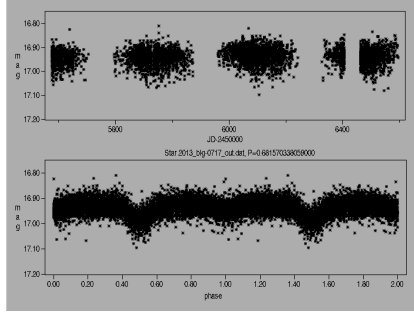 16.80
16.90
17.00
17.10
17.20
m a g
5600
6000
6400
JD-2450000
Star 2013_blg-0717_out.dat, P=0.681570338059000
16.80
16.90
17.00
17.10
17.20
m a g
0.00 0.20 0.40 0.60 0.80 1.00 1.20 1.40 1.60 1.80 2.00
phase